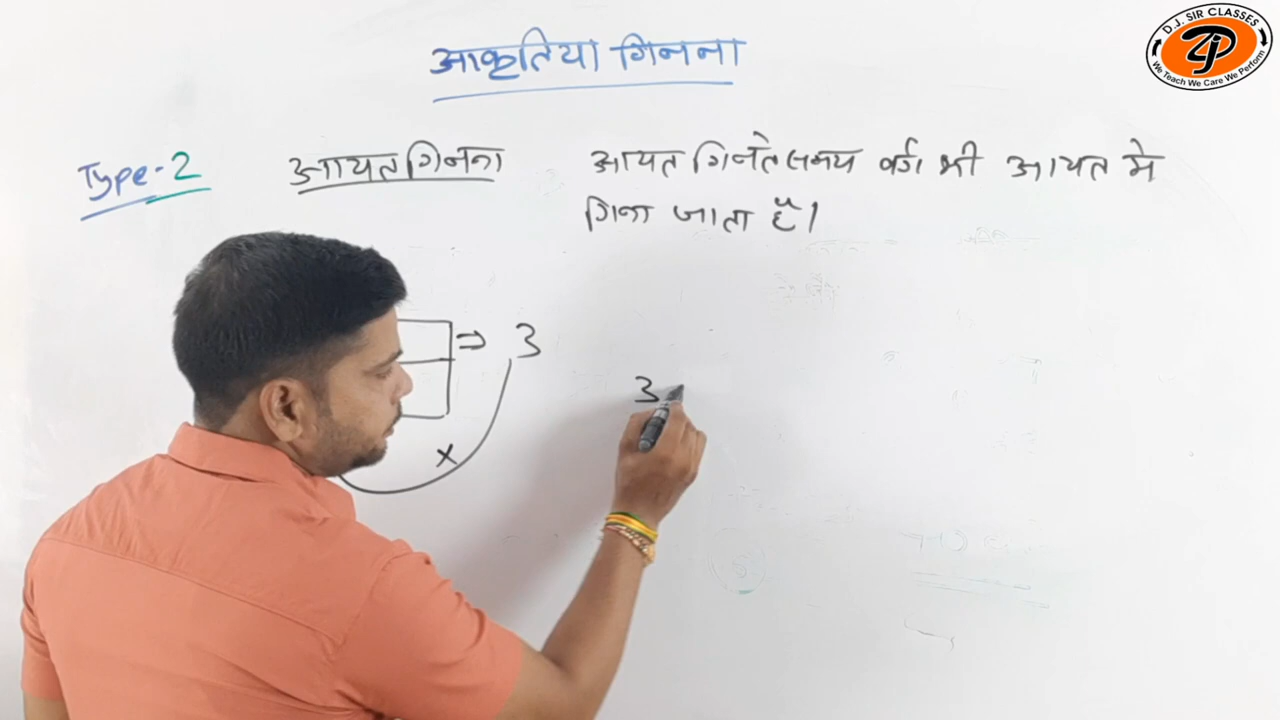 आकृतिया गिनना
D.J. SIR CLASSES
We Teach We Care We Perform
Type-2 आयत गिनना आयत गिनते समय वर्ग भी आयत मे
गिना जाता हैं।
⇒ 3
3
×